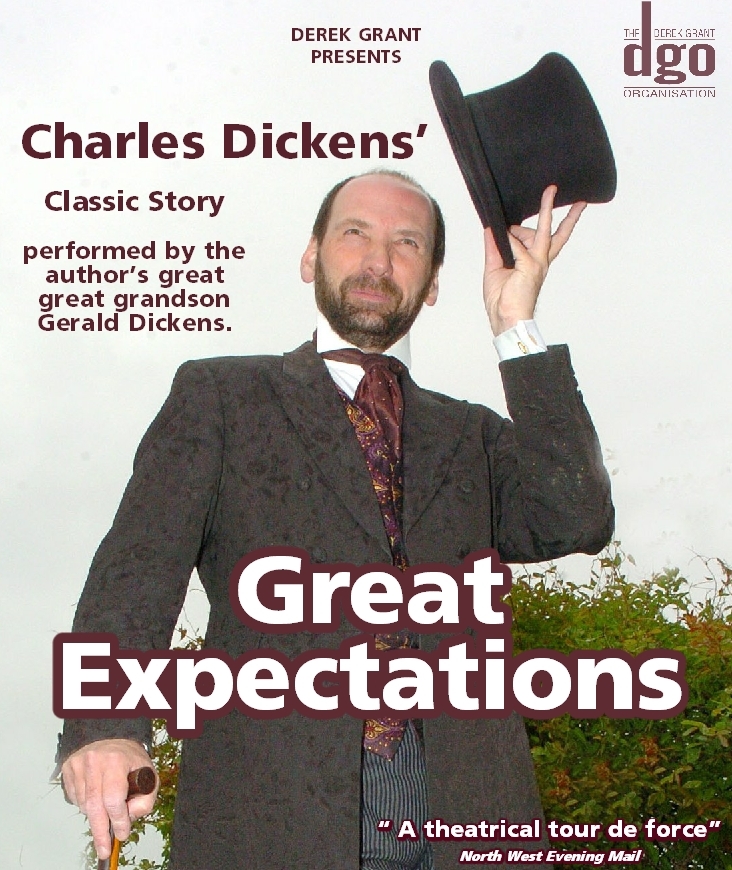 DEREK GRANT
PRESENTS
THE DEREK GRANT
dgo
ORGANISATION
Charles Dickens’
Classic Story
performed by the
author’s great
great grandson
Gerald Dickens.
Great
Expectations
“ A theatrical tour de force”
North West Evening Mail